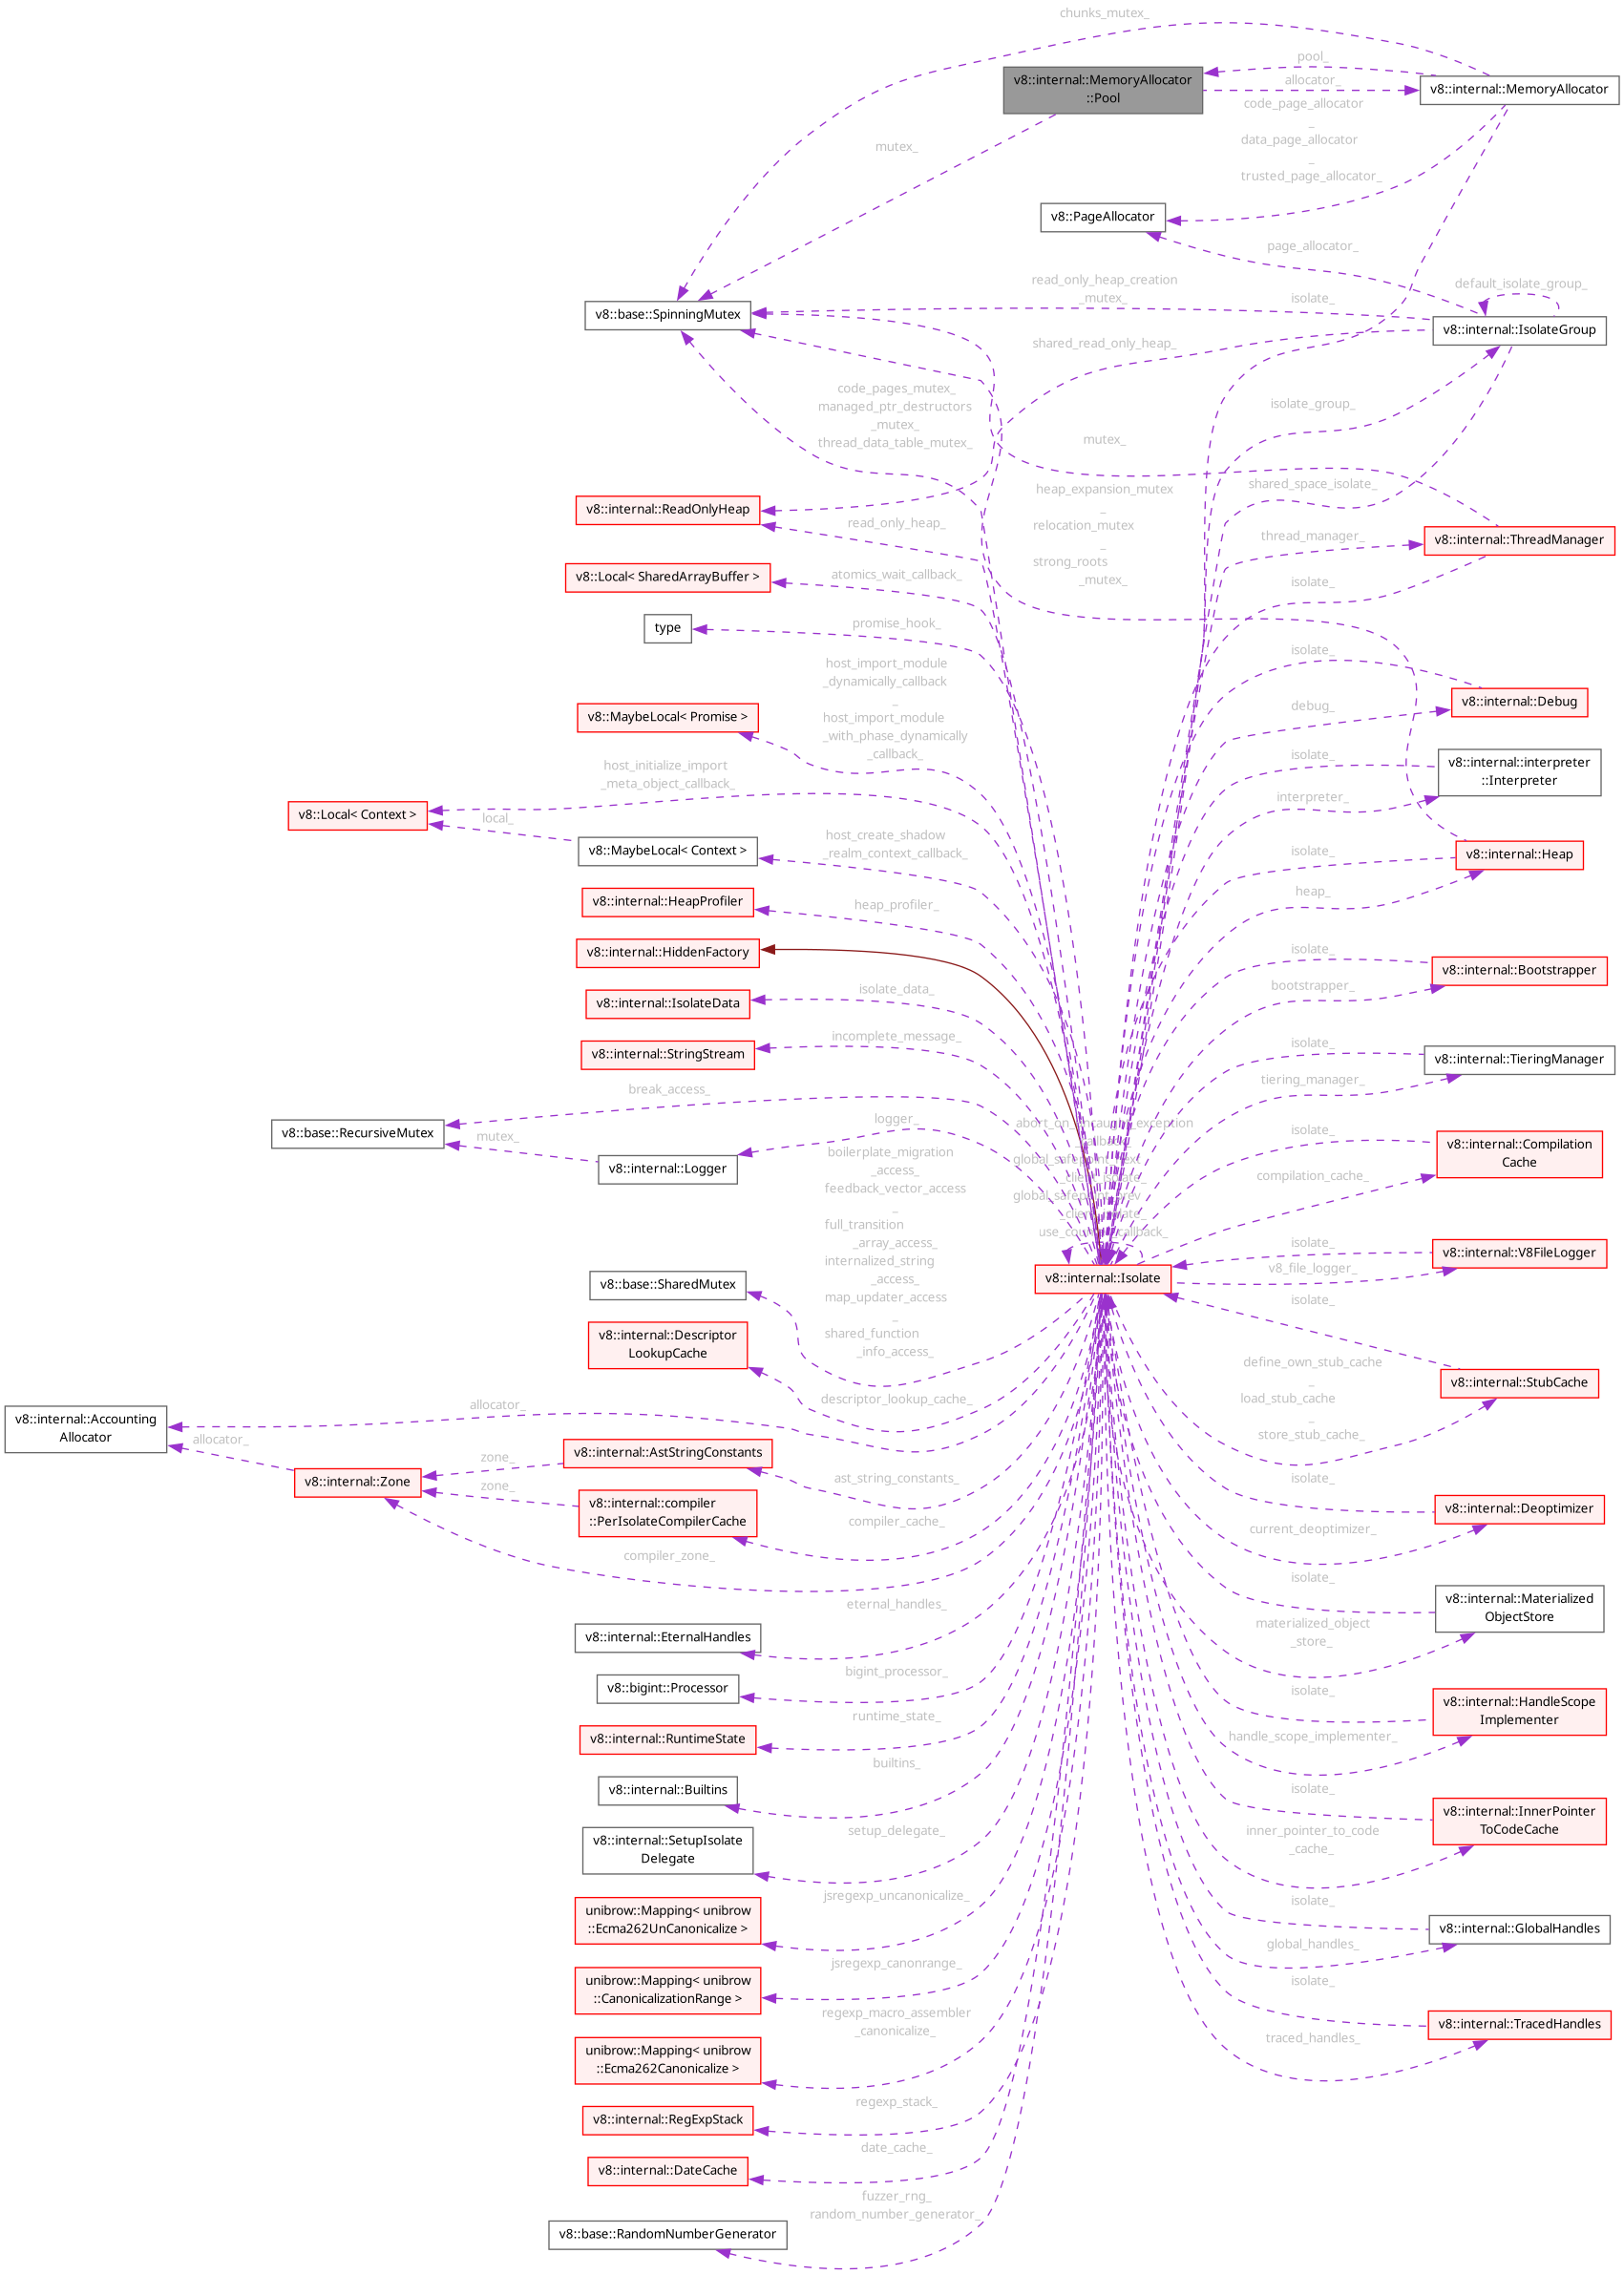 chunks_mutex_
v8::internal::MemoryAllocator
::Pool
pool_
allocator_
v8::internal::MemoryAllocator
code_page_allocator
_
data_page_allocator
_
trusted_page_allocator_
mutex_
v8::PageAllocator
page_allocator_
read_only_heap_creation
_mutex_
isolate_
default_isolate_group_
v8::base::SpinningMutex
v8::internal::IsolateGroup
shared_read_only_heap_
code_pages_mutex_
managed_ptr_destructors
_mutex_
thread_data_table_mutex_
isolate_group_
mutex_
shared_space_isolate_
heap_expansion_mutex
_
relocation_mutex
_
strong_roots
_mutex_
v8::internal::ReadOnlyHeap
read_only_heap_
thread_manager_
v8::internal::ThreadManager
v8::Local< SharedArrayBuffer >
atomics_wait_callback_
isolate_
type
promise_hook_
isolate_
host_import_module
_dynamically_callback
_
host_import_module
_with_phase_dynamically
_callback_
v8::MaybeLocal< Promise >
debug_
v8::internal::Debug
isolate_
v8::internal::interpreter
::Interpreter
interpreter_
host_initialize_import
_meta_object_callback_
v8::Local< Context >
local_
v8::MaybeLocal< Context >
host_create_shadow
_realm_context_callback_
isolate_
v8::internal::Heap
heap_
v8::internal::HeapProfiler
heap_profiler_
v8::internal::HiddenFactory
isolate_
v8::internal::Bootstrapper
bootstrapper_
v8::internal::IsolateData
isolate_data_
v8::internal::StringStream
incomplete_message_
isolate_
v8::internal::TieringManager
tiering_manager_
break_access_
v8::base::RecursiveMutex
mutex_
v8::internal::Logger
logger_
isolate_
v8::internal::Compilation
Cache
compilation_cache_
boilerplate_migration
_access_
feedback_vector_access
_
full_transition
_array_access_
internalized_string
_access_
map_updater_access
_
shared_function
_info_access_
use_counter_callback_
v8::internal::Isolate
isolate_
v8_file_logger_
v8::internal::V8FileLogger
isolate_
v8::base::SharedMutex
v8::internal::Descriptor
LookupCache
descriptor_lookup_cache_
define_own_stub_cache
_
load_stub_cache
_
store_stub_cache_
v8::internal::StubCache
v8::internal::Accounting
Allocator
allocator_
allocator_
v8::internal::Zone
zone_
zone_
v8::internal::AstStringConstants
ast_string_constants_
v8::internal::compiler
::PerIsolateCompilerCache
compiler_cache_
compiler_zone_
isolate_
v8::internal::Deoptimizer
current_deoptimizer_
isolate_
v8::internal::Materialized
ObjectStore
materialized_object
_store_
eternal_handles_
v8::internal::EternalHandles
v8::bigint::Processor
bigint_processor_
isolate_
v8::internal::HandleScope
Implementer
handle_scope_implementer_
v8::internal::RuntimeState
runtime_state_
v8::internal::Builtins
builtins_
isolate_
v8::internal::InnerPointer
ToCodeCache
inner_pointer_to_code
_cache_
v8::internal::SetupIsolate
Delegate
setup_delegate_
unibrow::Mapping< unibrow
::Ecma262UnCanonicalize >
jsregexp_uncanonicalize_
isolate_
v8::internal::GlobalHandles
global_handles_
unibrow::Mapping< unibrow
::CanonicalizationRange >
jsregexp_canonrange_
isolate_
v8::internal::TracedHandles
traced_handles_
unibrow::Mapping< unibrow
::Ecma262Canonicalize >
regexp_macro_assembler
_canonicalize_
v8::internal::RegExpStack
regexp_stack_
v8::internal::DateCache
date_cache_
v8::base::RandomNumberGenerator
fuzzer_rng_
random_number_generator_